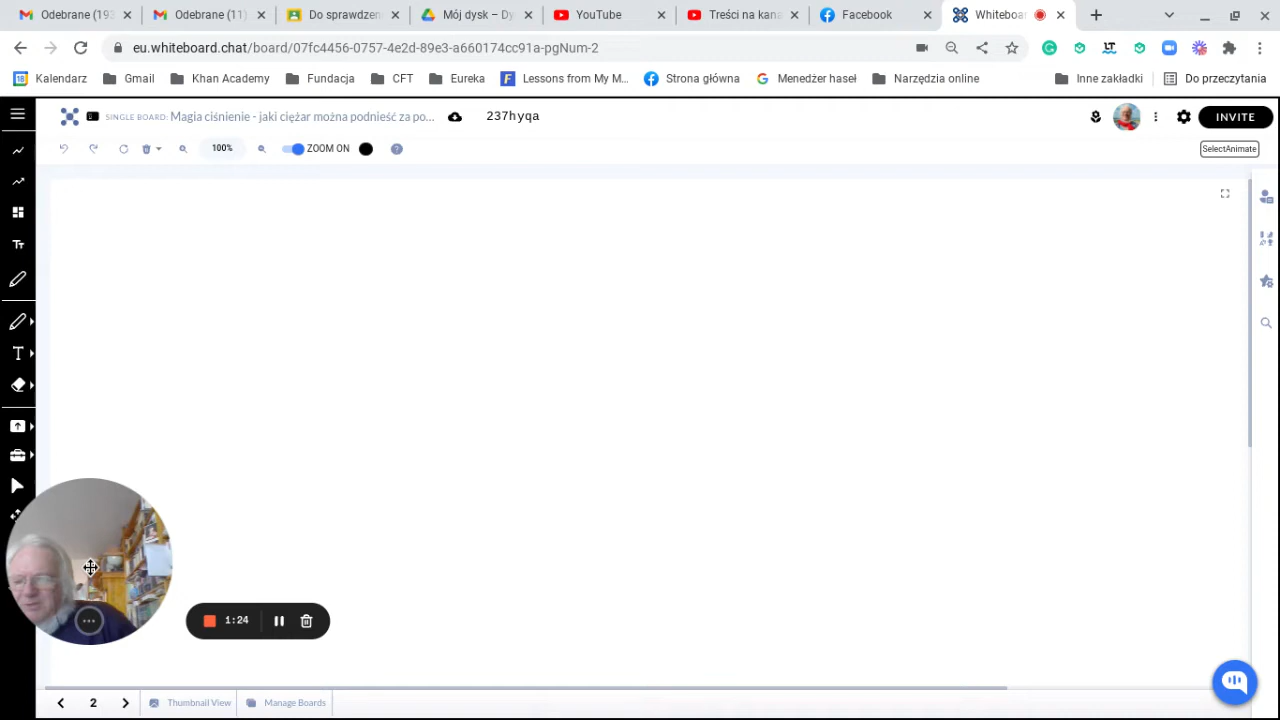 Odebrane (193
Odebrane (11)
Do sprawdzen
Mój dysk – Dy
YouTube
Treści na kana
Facebook
Whiteboa
eu.whiteboard.chat/board/07fc4456-0757-4e2d-89e3-ad10174cc91a-pgNum-2
Kalendarz
Gmail
Khan Academy
Fundacja
CFT
Eureka
Lessons from My M...
Strona główna
Menedżer haseł
Narzędzia online
Inne zakładki
Do przeczytania
SINGLE BOARD: Magia ciśnienie - jaki ciężar można podnieść za po...
237hyqa
INVITE
100%
ZOOM ON
SelectAnimate
1:24
2
Thumbnail View
Manage Boards